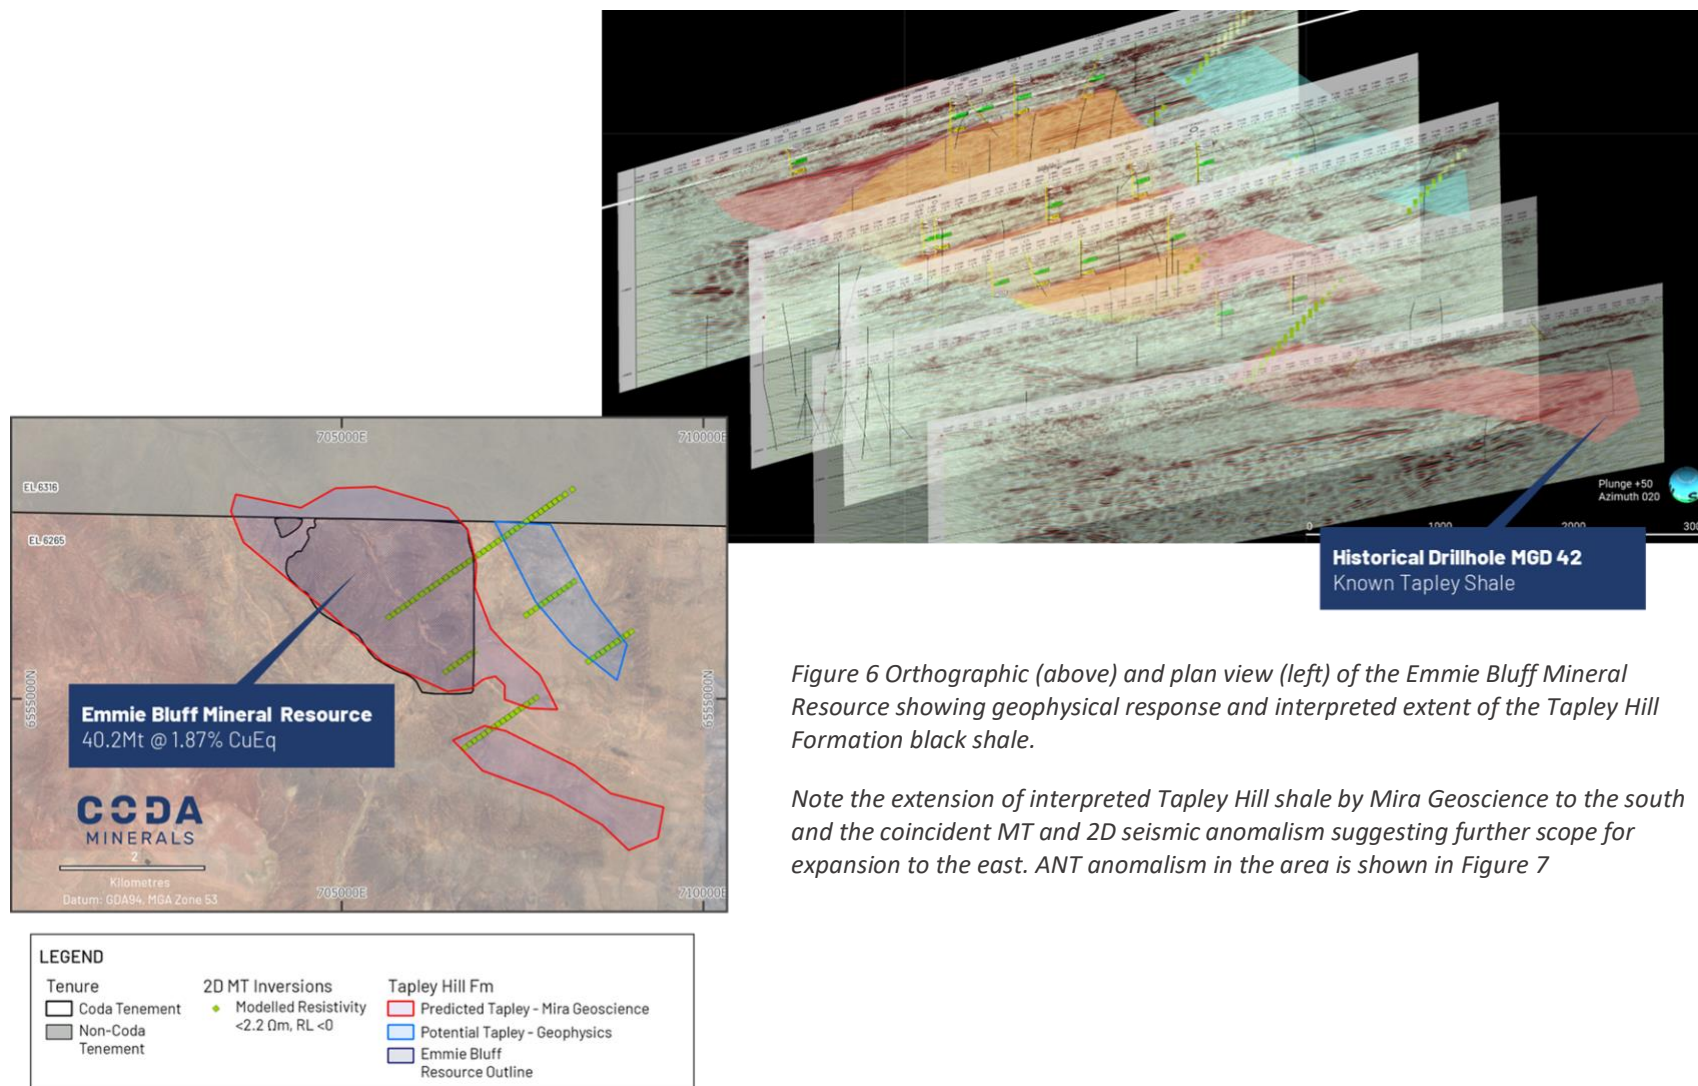 Plunge +50
Azimuth 020
0
1000
2000
300
Historical Drillhole MGD 42
Known Tapley Shale
705000E
710000E
EL 6316
EL 6265
6555000N
6555000N
Emmie Bluff Mineral Resource
40.2Mt @ 1.87% CuEq
CODA
MINERALS
2
Kilometres
Datum: GDA94, MGA Zone 53
705000E
710000E
Figure 6 Orthographic (above) and plan view (left) of the Emmie Bluff Mineral
Resource showing geophysical response and interpreted extent of the Tapley Hill
Formation black shale.
Note the extension of interpreted Tapley Hill shale by Mira Geoscience to the south
and the coincident MT and 2D seismic anomalism suggesting further scope for
expansion to the east. ANT anomalism in the area is shown in Figure 7
LEGEND
Tenure
Coda Tenement
Non-Coda
Tenement
2D MT Inversions
Modelled Resistivity
<2.2 Ωm, RL <0
Tapley Hill Fm
Predicted Tapley - Mira Geoscience
Potential Tapley - Geophysics
Emmie Bluff
Resource Outline